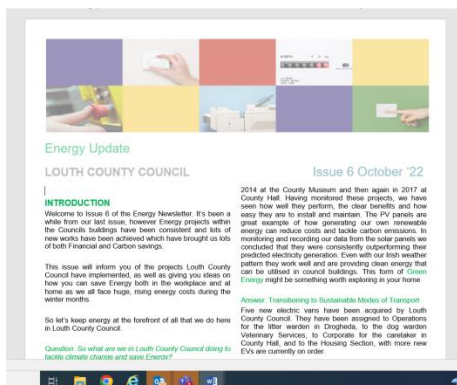 Energy Update
LOUTH COUNTY COUNCIL
Issue 6 October '22
INTRODUCTION
Welcome to Issue 6 of the Energy Newsletter. It's been a
while from our last issue, however Energy projects within
the Councils buildings have been consistent and lots of
new works have been achieved which have brought us lots
of both Financial and Carbon savings.
This issue will inform you of the projects Louth County
Council have implemented, as well as giving you ideas on
how you can save Energy both in the workplace and at
home as we all face huge, rising energy costs during the
winter months.
So let's keep energy at the forefront of all that we do here
in Louth County Council.
Question: So what are we in Louth County Council doing to
tackle climate change and save Energy?
2014 at the County Museum and then again in 2017 at
County Hall. Having monitored these projects, we have
seen how well they perform, the clear benefits and how
easy they are to install and maintain. The PV panels are
great example of how generating our own renewable
energy can reduce costs and tackle carbon emissions. In
monitoring and recording our data from the solar panels we
concluded that they were consistently outperforming their
predicted electricity generation. Even with our Irish weather
pattern they work well and are providing clean energy that
can be utilised in council buildings. This form of Green
Energy might be something worth exploring in your home
Answer: Transitioning to Sustainable Modes of Transport
Five new electric vans have been acquired by Louth
County Council. They have been assigned to Operations
for the litter warden in Drogheda, to the dog warden
Veterinary Services, to Corporate for the caretaker in
County Hall, and to the Housing Section, with more new
EVs are currently on order.